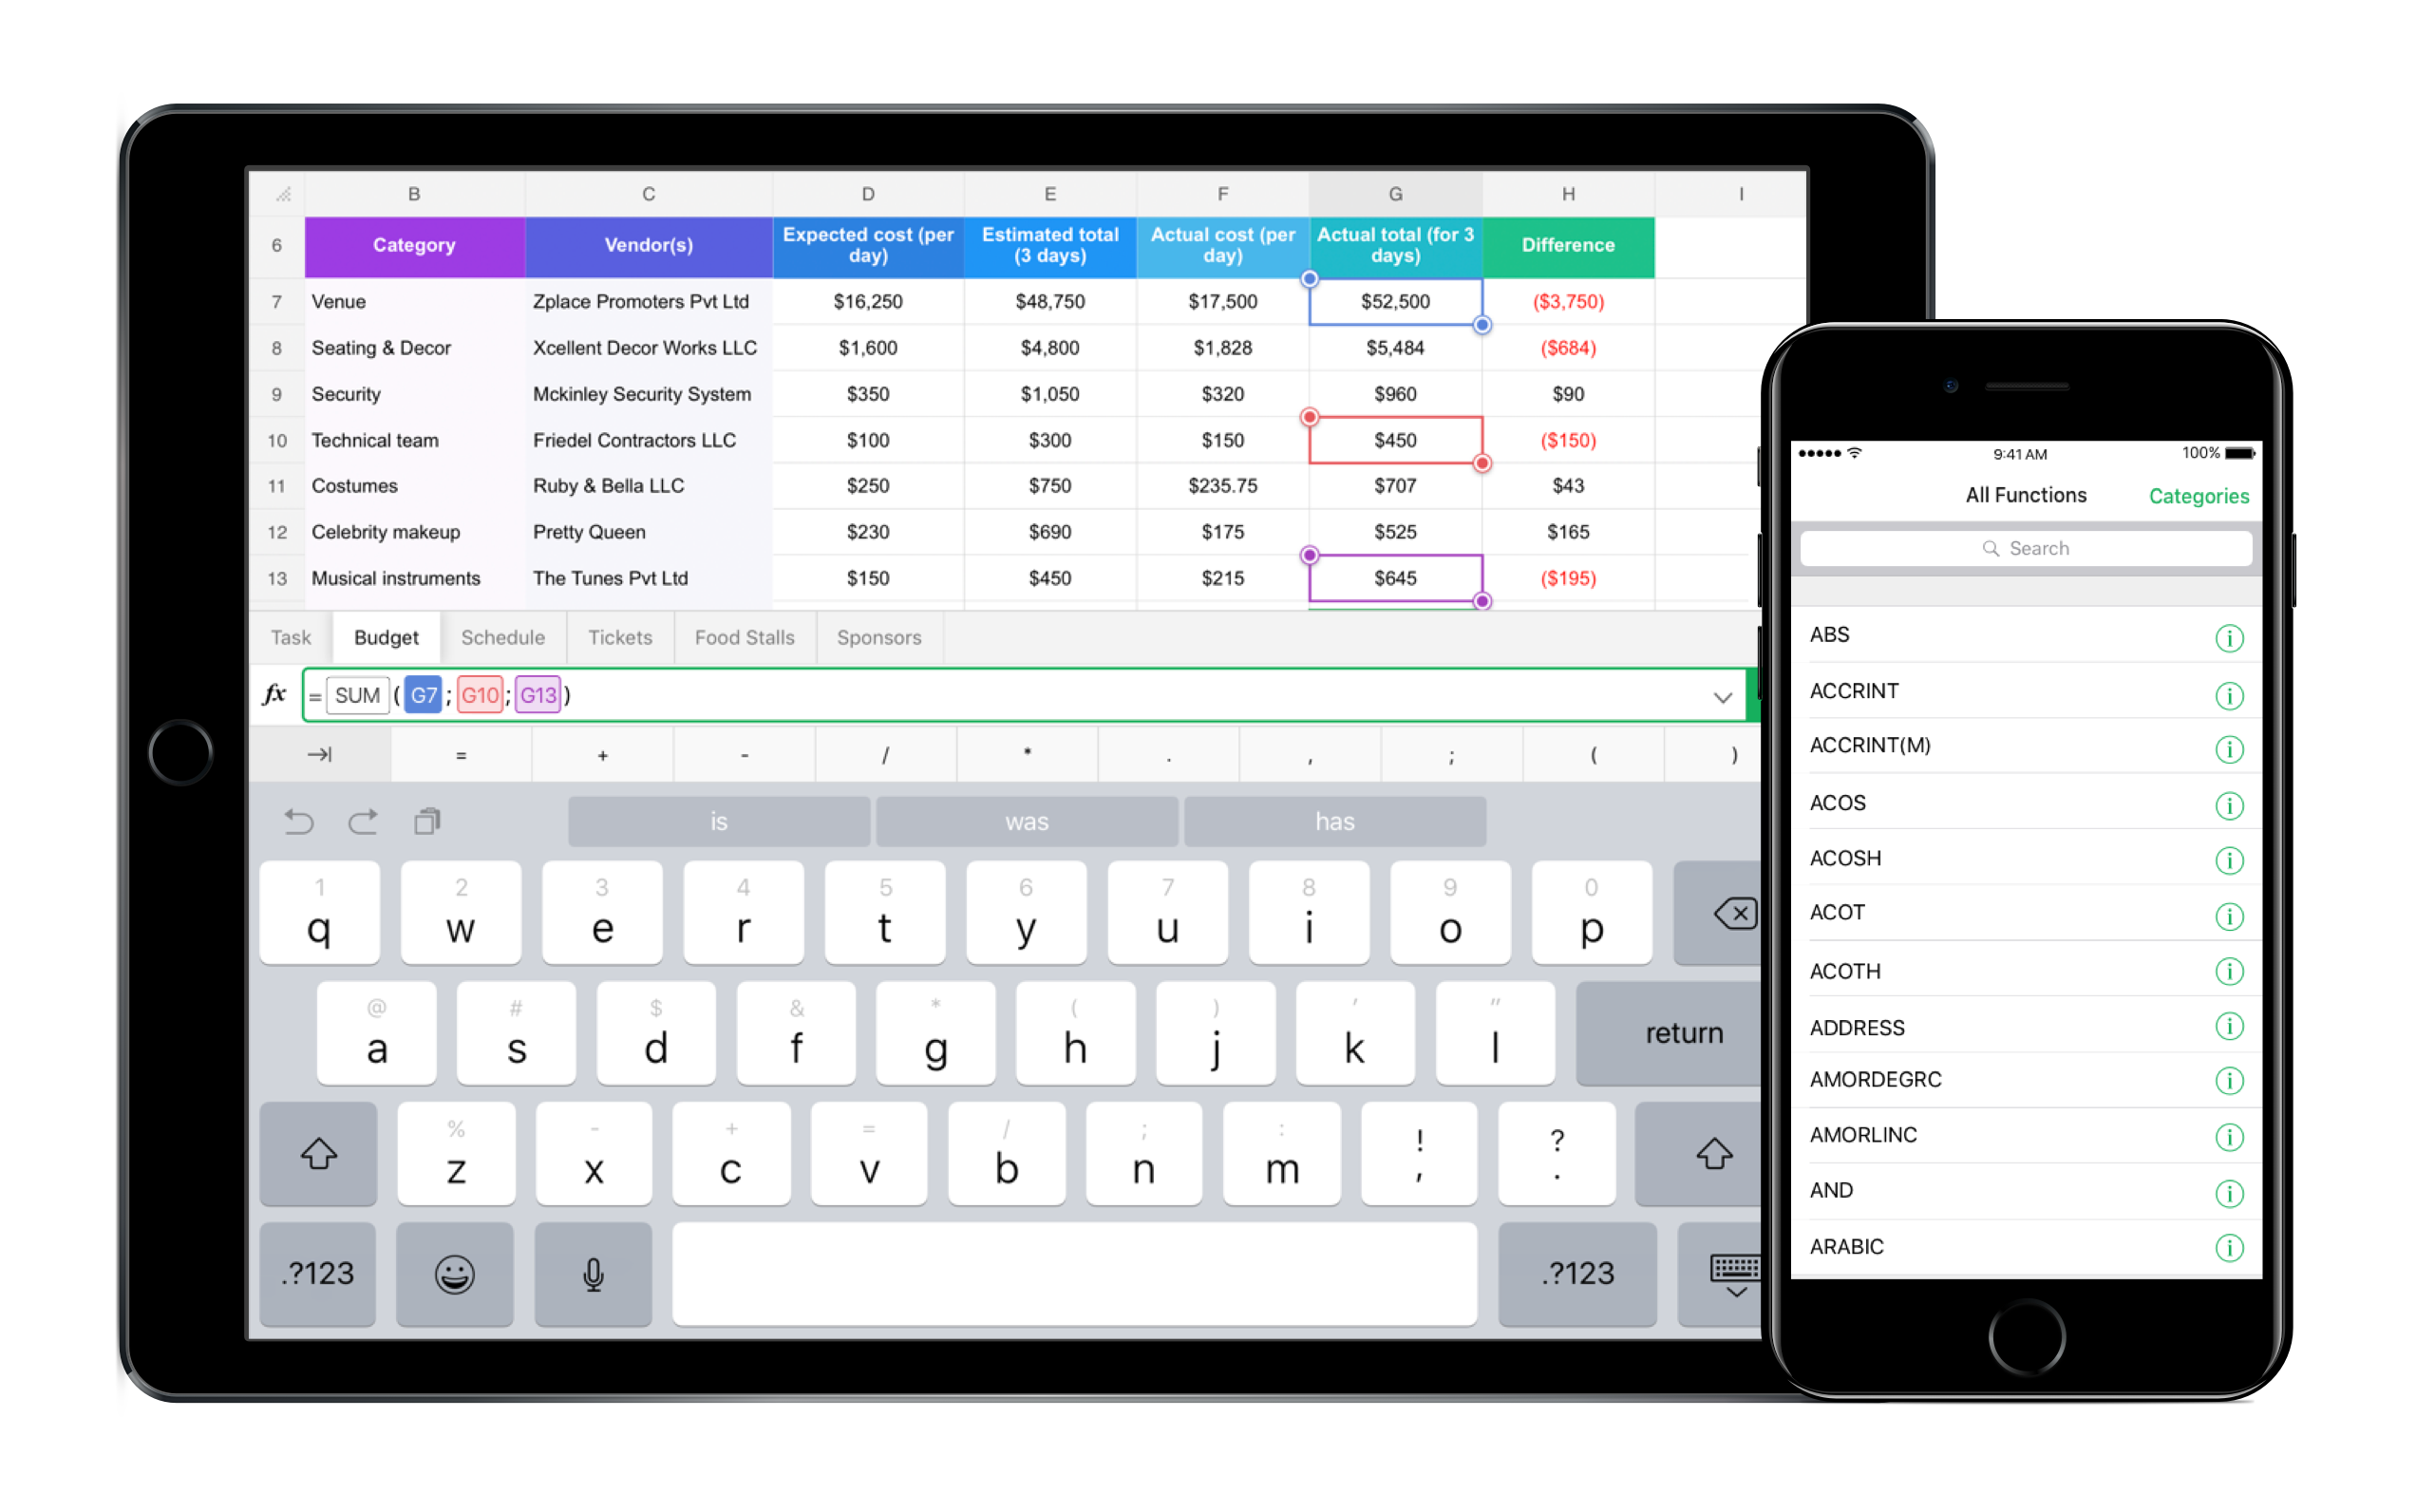 B C D E F G H I
6 Category Vendor(s) Expected cost (per day) Estimated total (3 days) Actual cost (per day) Actual total (for 3 days) Difference
7 Venue Zplace Promoters Pvt Ltd $16,250 $48,750 $17,500 $52,500 ($3,750)
8 Seating & Decor Xcellent Decor Works LLC $1,600 $4,800 $1,828 $5,484 ($684)
9 Security Mckinley Security System $350 $1,050 $320 $960 $90
10 Technical team Friedel Contractors LLC $100 $300 $150 $450 ($150)
11 Costumes Ruby & Bella LLC $250 $750 $235.75 $707 $43
12 Celebrity makeup Pretty Queen $230 $690 $175 $525 $165
13 Musical instruments The Tunes Pvt Ltd $150 $450 $215 $645 ($195)
Task Budget Schedule Tickets Food Stalls Sponsors
fx =SUM(G7;G10;G13)
= + - / * . , ; ( )
is was has
1 2 3 4 5 6 7 8 9 0
q w e r t y u i o p
@ # $ & * ( ) ' "
a s d f g h j k l return
% - + = / ; : ! ?
z x c v b n m , .
.?123 .?123
9:41 AM 100%
All Functions Categories
Search
ABS
ACCRINT
ACCRINT(M)
ACOS
ACOSH
ACOT
ACOTH
ADDRESS
AMORDEGRC
AMORLINC
AND
ARABIC